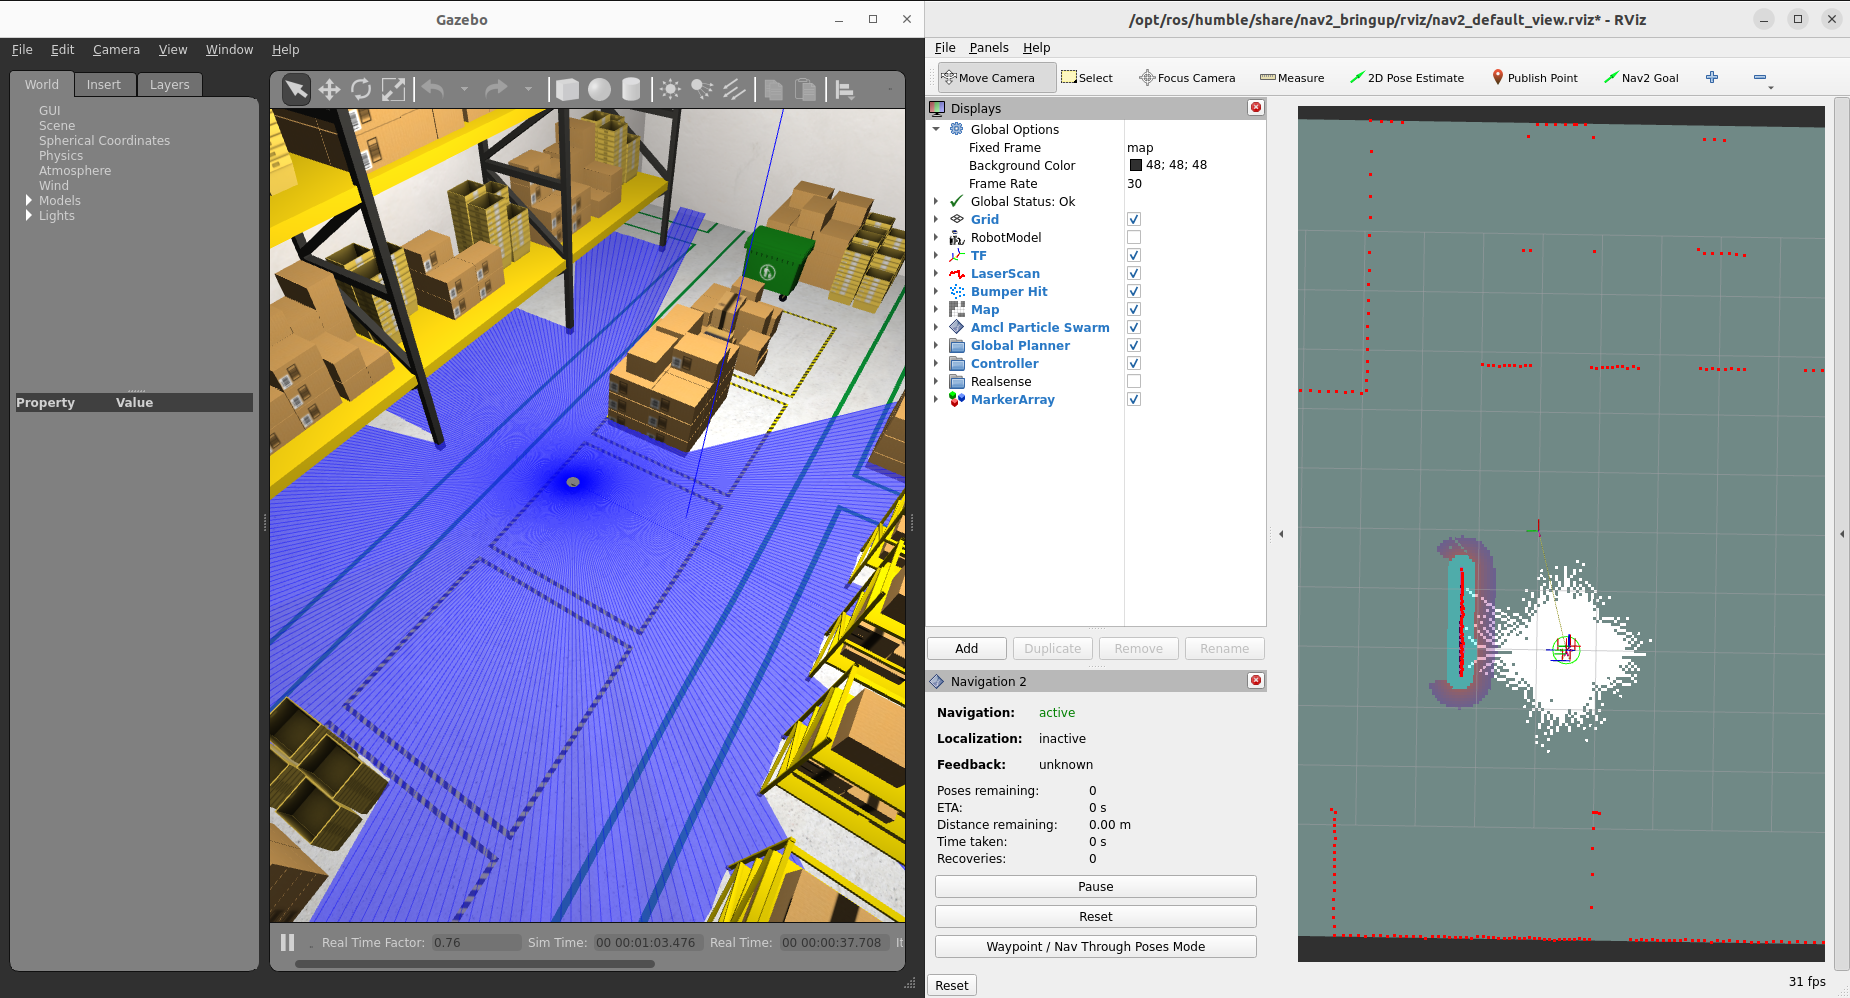 Gazebo
File Edit Camera View Window Help
World Insert Layers
GUI
Scene
Spherical Coordinates
Physics
Atmosphere
Wind
Models
Lights
Property Value
Real Time Factor: 0.76 Sim Time: 00 00:01:03.476 Real Time: 00 00:00:37.708 It
/opt/ros/humble/share/nav2_bringup/rviz/nav2_default_view.rviz* - RViz
File Panels Help
Move Camera Select Focus Camera Measure 2D Pose Estimate Publish Point Nav2 Goal
Displays
Global Options
Fixed Frame map
Background Color 48; 48; 48
Frame Rate 30
Global Status: Ok
Grid
RobotModel
TF
LaserScan
Bumper Hit
Map
Amcl Particle Swarm
Global Planner
Controller
Realsense
MarkerArray
Add Duplicate Remove Rename
Navigation 2
Navigation: active
Localization: inactive
Feedback: unknown
Poses remaining: 0
ETA: 0 s
Distance remaining: 0.00 m
Time taken: 0 s
Recoveries: 0
Pause
Reset
Waypoint / Nav Through Poses Mode
Reset
31 fps